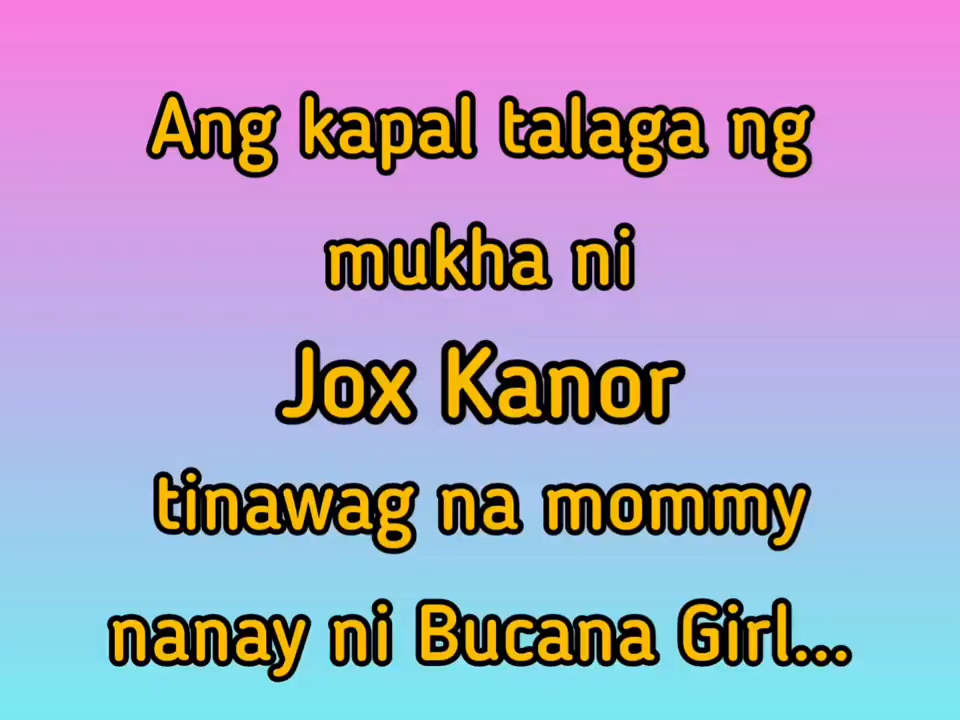 Ang kapal talaga ng
mukha ni
Jox Kanor
tinawag na mommy
nanay ni Bucana Girl...